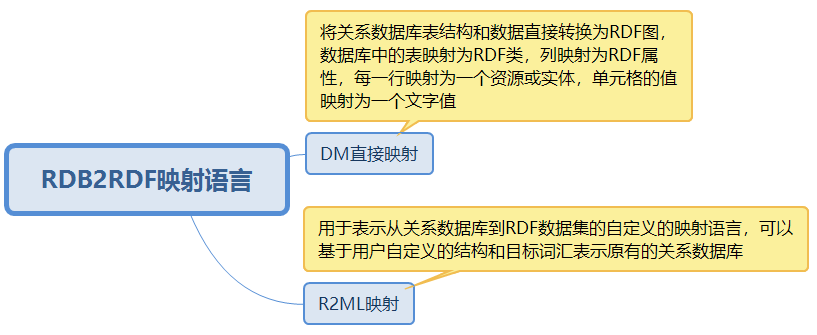 将关系数据库表结构和数据直接转换为RDF图，
数据库中的表映射为RDF类，列映射为RDF属
性，每一行映射为一个资源或实体，单元格的值
映射为一个文字值
DM直接映射
RDB2RDF映射语言
用于表示从关系数据库到RDF数据集的自定义的映射语言，可以
基于用户自定义的结构和目标词汇表示原有的关系数据库
R2ML映射